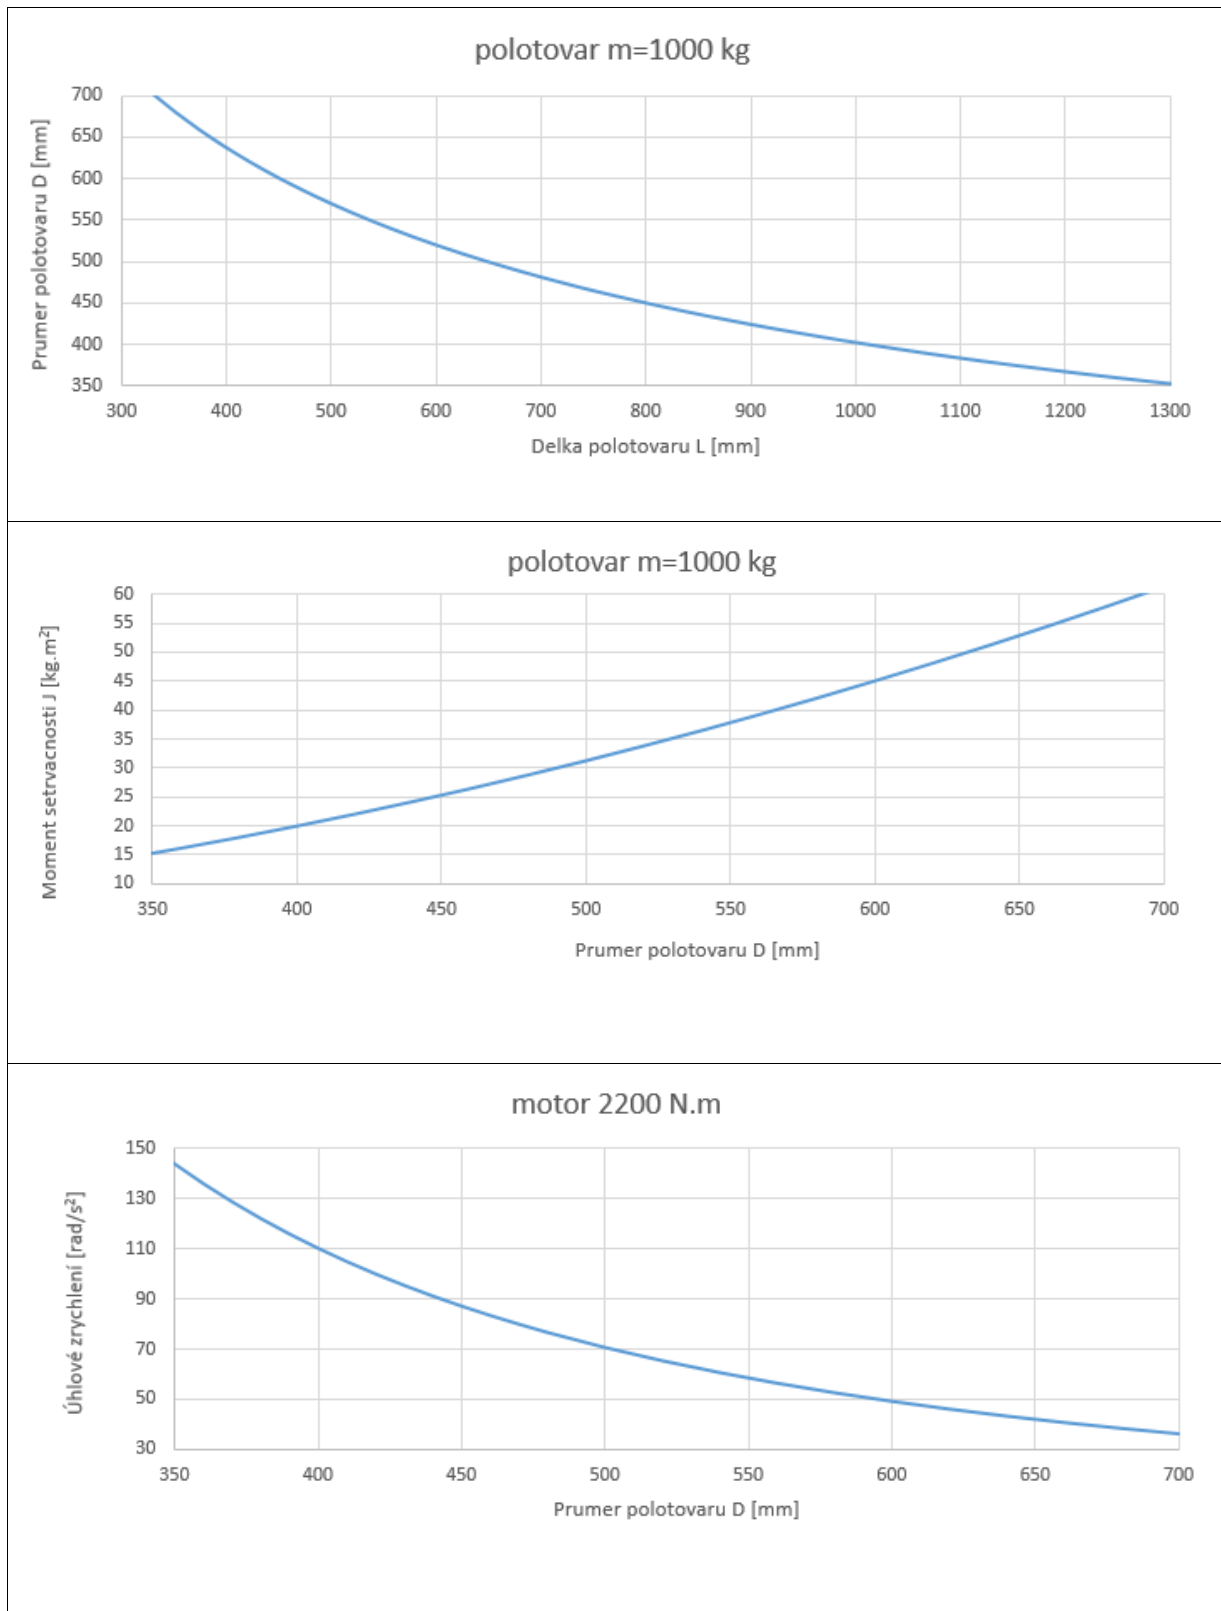 polotovar m=1000 kg
Prumer polotovaru D [mm]
700
650
600
550
500
450
400
350
300 400 500 600 700 800 900 1000 1100 1200 1300
Delka polotovaru L [mm]
polotovar m=1000 kg
Moment setrvacnosti J [kg.m²]
60
55
50
45
40
35
30
25
20
15
10
350 400 450 500 550 600 650 700
Prumer polotovaru D [mm]
motor 2200 N.m
Úhlové zrychlení [rad/s²]
150
130
110
90
70
50
30
350 400 450 500 550 600 650 700
Prumer polotovaru D [mm]